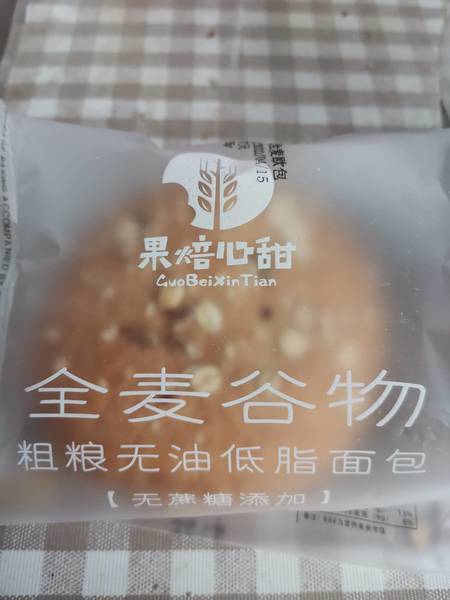 果焙心甜
GuoBeiXinTian
全麦谷物
粗粮无油低脂面包
【无蔗糖添加】